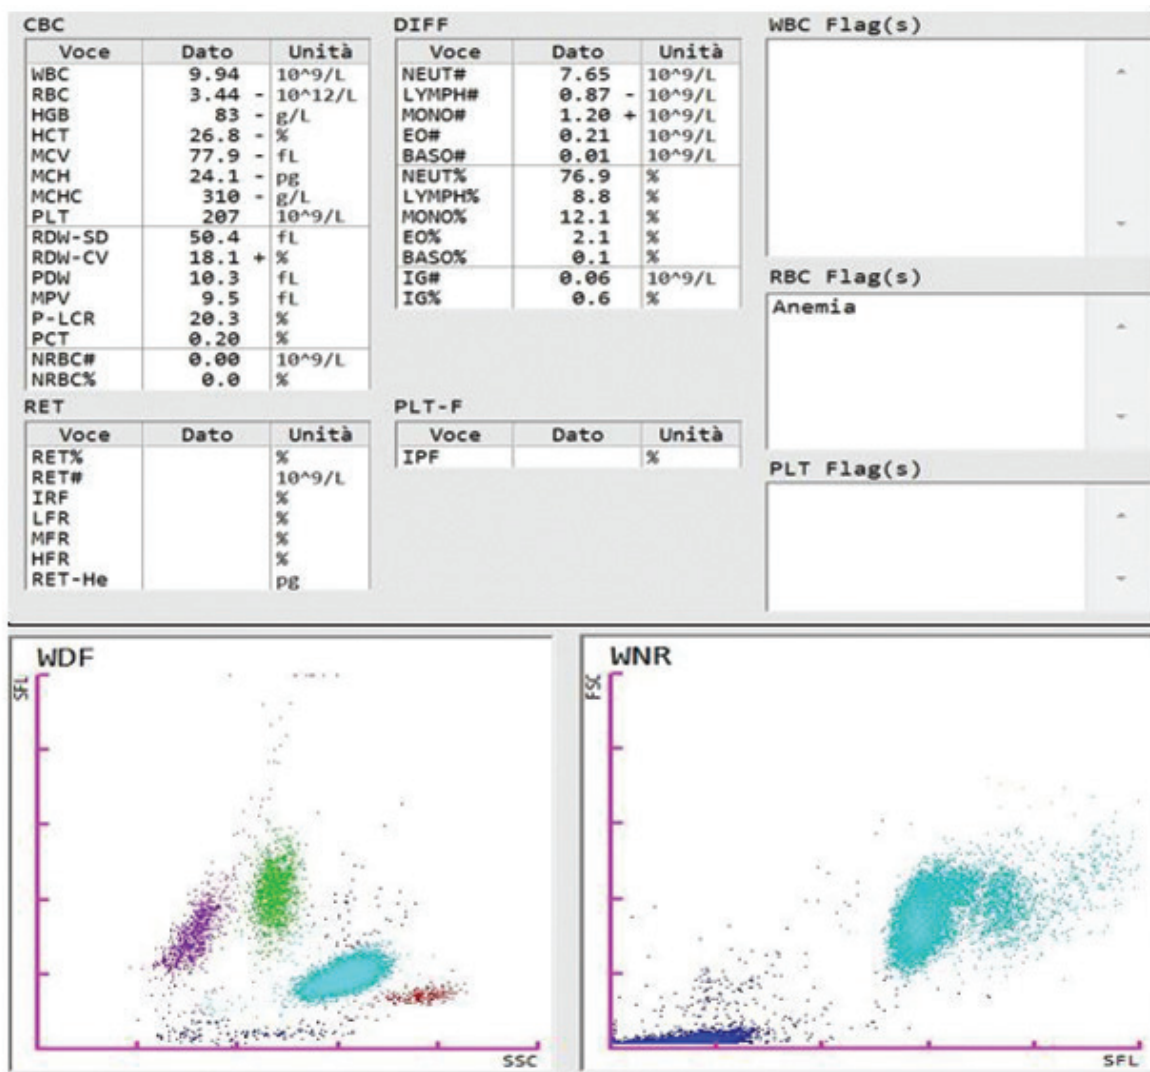 CBC
Voce Dato Unità
WBC 9.94 10^9/L
RBC 3.44 - 10^12/L
HGB 83 - g/L
HCT 26.8 - %
MCV 77.9 - fL
MCH 24.1 - pg
MCHC 310 - g/L
PLT 207 10^9/L
RDW-SD 50.4 fL
RDW-CV 18.1 + %
PDW 10.3 fL
MPV 9.5 fL
P-LCR 20.3 %
PCT 0.20 %
NRBC# 0.00 10^9/L
NRBC% 0.0 %
DIFF
Voce Dato Unità
NEUT# 7.65 10^9/L
LYMPH# 0.87 - 10^9/L
MONO# 1.20 + 10^9/L
EO# 0.21 10^9/L
BASO# 0.01 10^9/L
NEUT% 76.9 %
LYMPH% 8.8 %
MONO% 12.1 %
EO% 2.1 %
BASO% 0.1 %
IG# 0.06 10^9/L
IG% 0.6 %
WBC Flag(s)
RBC Flag(s)
Anemia
PLT Flag(s)
RET
Voce Dato Unità
RET% %
RET# 10^9/L
IRF %
LFR %
MFR %
HFR %
RET-He pg
PLT-F
Voce Dato Unità
IPF %
WDF
SFL
SSC
WNR
FSC
SFL